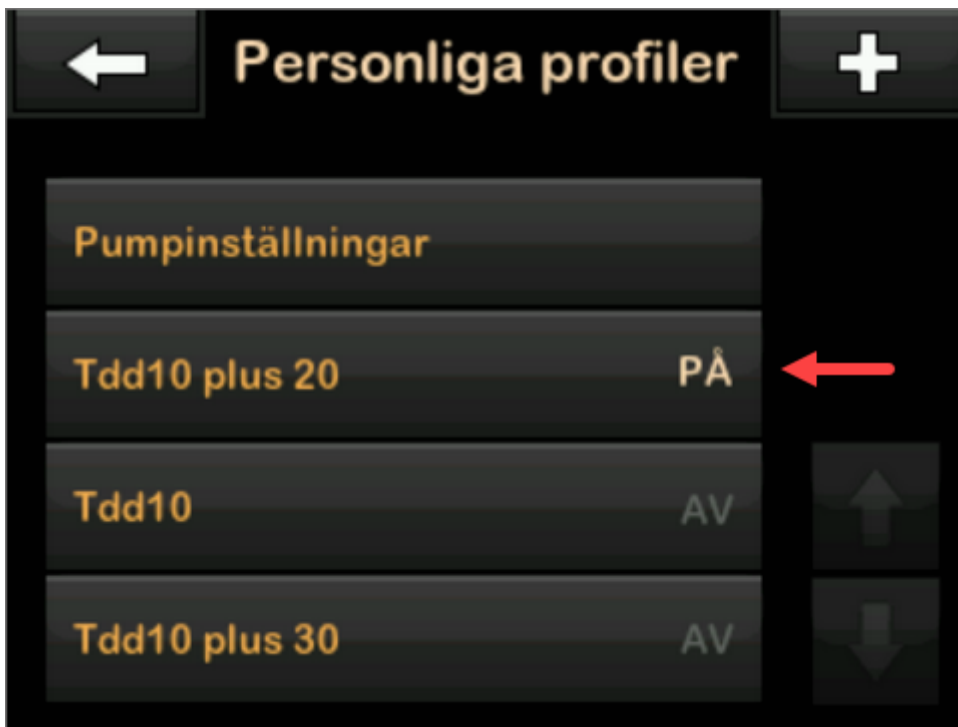 Personliga profiler
Pumpinställningar
Tdd10 plus 20 PÅ
Tdd10 AV
Tdd10 plus 30 AV